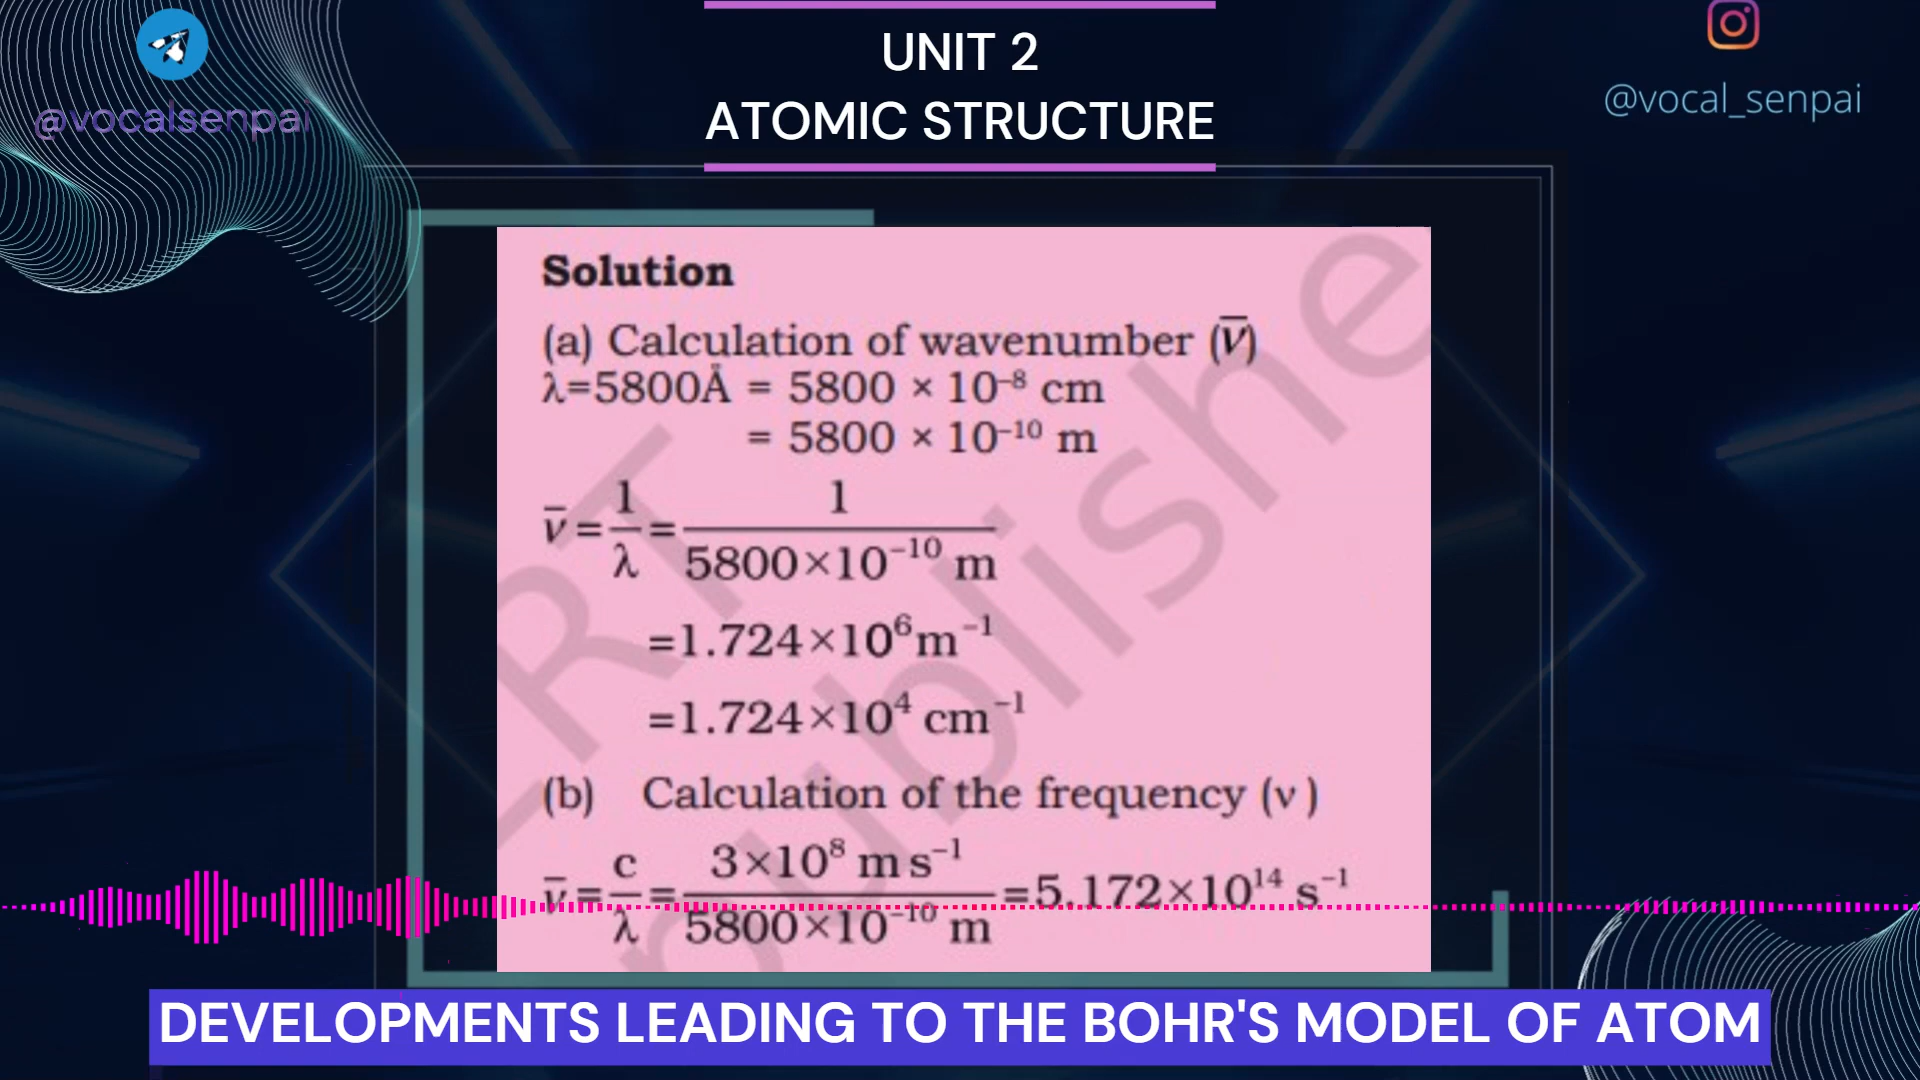 UNIT 2
ATOMIC STRUCTURE
@vocalsenpai
@vocal_senpai
Solution
(a) Calculation of wavenumber (ν̅)
λ=5800Å = 5800 × 10⁻⁸ cm
= 5800 × 10⁻¹⁰ m
ν̅ = 1/λ = 1/(5800×10⁻¹⁰ m)
=1.724×10⁶ m⁻¹
=1.724×10⁴ cm⁻¹
(b) Calculation of the frequency (ν )
ν̅ = c/λ = (3×10⁸ m s⁻¹)/(5800×10⁻¹⁰ m) =5.172×10¹⁴ s⁻¹
DEVELOPMENTS LEADING TO THE BOHR'S MODEL OF ATOM